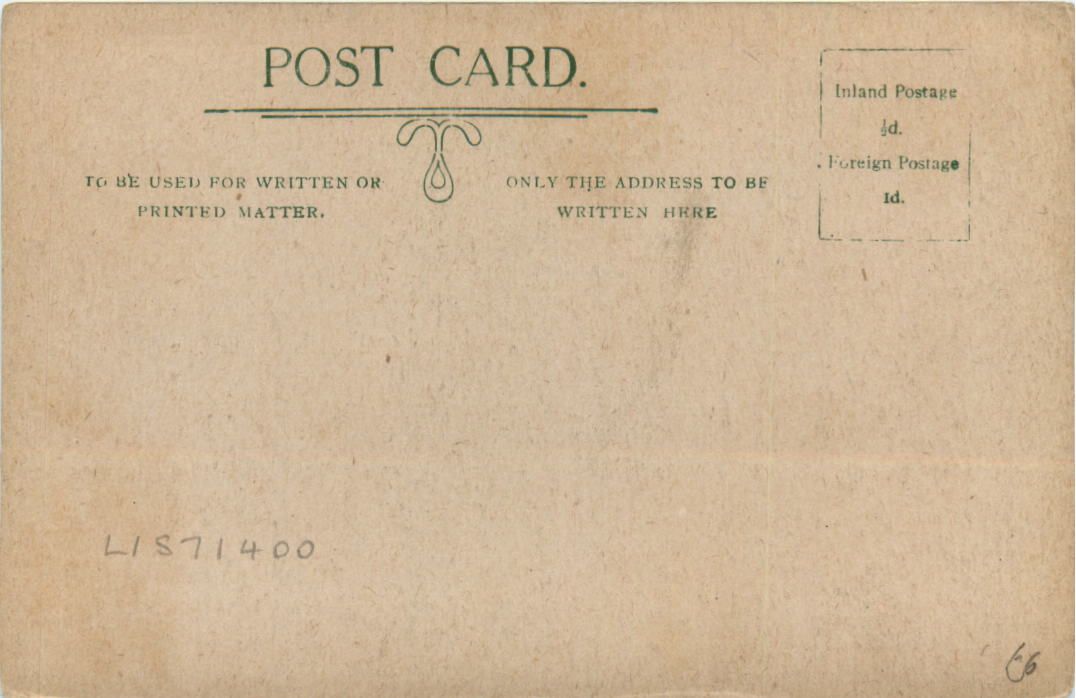 POST CARD.
TO BE USED FOR WRITTEN OR
PRINTED MATTER.
ONLY THE ADDRESS TO BE
WRITTEN HERE
Inland Postage
½d.
Foreign Postage
1d.
LIS71400
£6